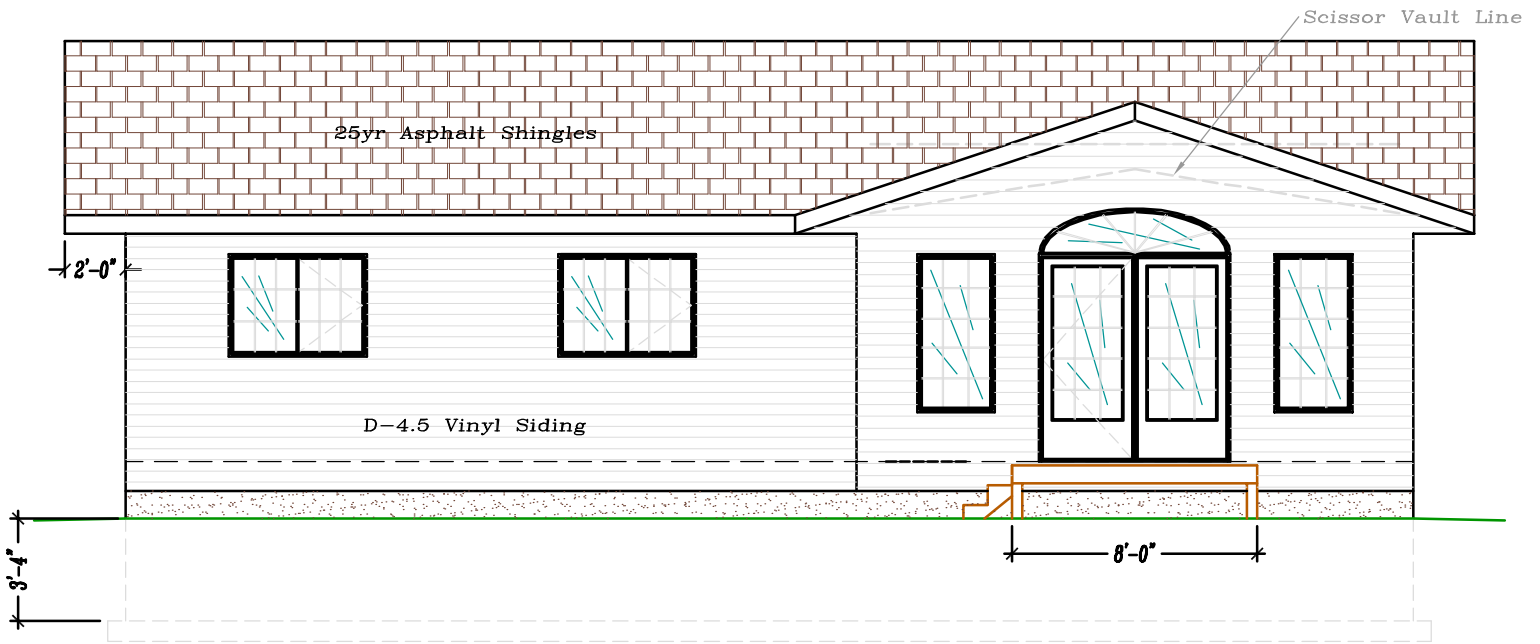 Scissor Vault Line
25yr Asphalt Shingles
2'-0"
D-4.5 Vinyl Siding
8'-0"
3'-4"